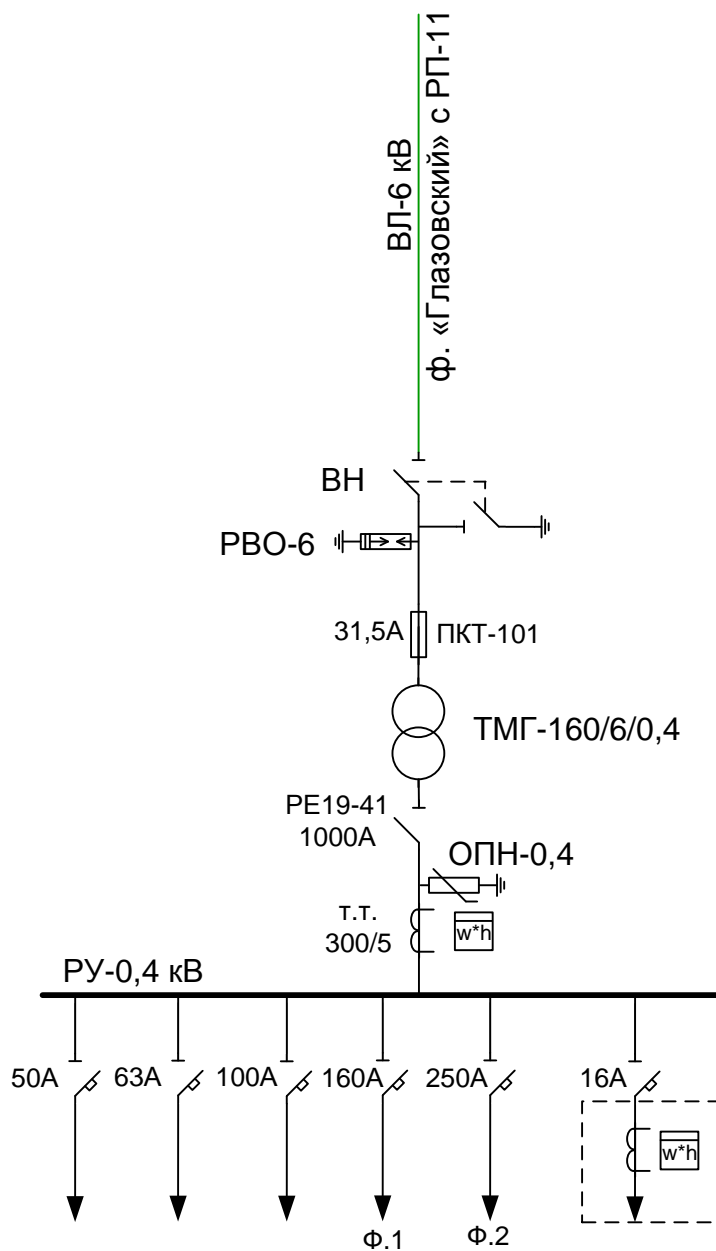 ВЛ-6 кВ
ф. «Глазовский» с РП-11
ВН
РВО-6
31,5А
ПКТ-101
ТМГ-160/6/0,4
РЕ19-41
1000А
ОПН-0,4
т.т.
300/5
w*h
РУ-0,4 кВ
50А
63А
100А
160А
250А
16А
w*h
Ф.1
Ф.2